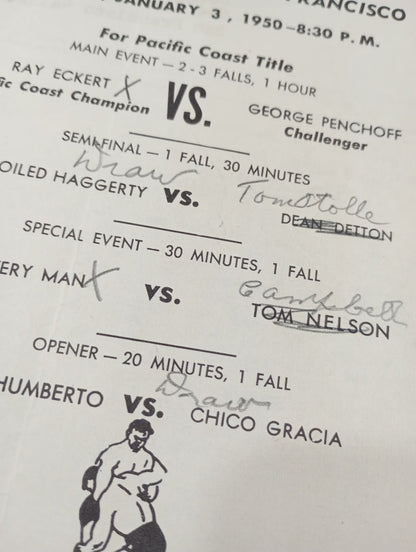 FRANCISCO
JANUARY 3, 1950-8:30 P. M.
For Pacific Coast Title
MAIN EVENT — 2-3 FALLS, 1 HOUR
RAY ECKERT X VS. GEORGE PENCHOFF
ic Coast Champion Challenger
SEMI-FINAL — 1 FALL, 30 MINUTES
Draw Tom Stolle
OILED HAGGERTY VS. DEAN DETTON
SPECIAL EVENT — 30 MINUTES, 1 FALL
Campbell
ERY MAN X VS. TOM NELSON
OPENER — 20 MINUTES, 1 FALL
Draw
HUMBERTO VS. CHICO GRACIA